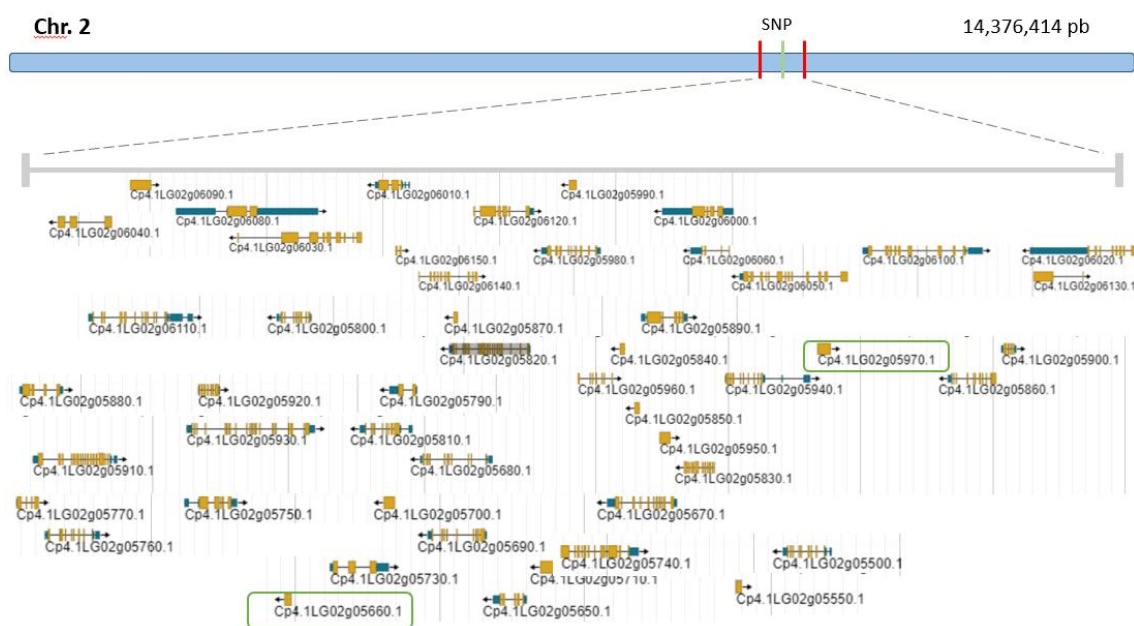 Chr. 2
SNP
14,376,414 pb
Cp4.1LG02g06090.1
Cp4.1LG02g06010.1
Cp4.1LG02g05990.1
Cp4.1LG02g06040.1
Cp4.1LG02g06080.1
Cp4.1LG02g06120.1
Cp4.1LG02g06000.1
Cp4.1LG02g06030.1
Cp4.1LG02g06150.1
Cp4.1LG02g05980.1
Cp4.1LG02g06060.1
Cp4.1LG02g06100.1
Cp4.1LG02g06020.1
Cp4.1LG02g06140.1
Cp4.1LG02g06050.1
Cp4.1LG02g06130.1
Cp4.1LG02g06110.1
Cp4.1LG02g05800.1
Cp4.1LG02g05870.1
Cp4.1LG02g05890.1
Cp4.1LG02g05820.1
Cp4.1LG02g05840.1
Cp4.1LG02g05970.1
Cp4.1LG02g05900.1
Cp4.1LG02g05880.1
Cp4.1LG02g05920.1
Cp4.1LG02g05790.1
Cp4.1LG02g05960.1
Cp4.1LG02g05940.1
Cp4.1LG02g05860.1
Cp4.1LG02g05850.1
Cp4.1LG02g05930.1
Cp4.1LG02g05810.1
Cp4.1LG02g05950.1
Cp4.1LG02g05910.1
Cp4.1LG02g05680.1
Cp4.1LG02g05830.1
Cp4.1LG02g05770.1
Cp4.1LG02g05750.1
Cp4.1LG02g05700.1
Cp4.1LG02g05670.1
Cp4.1LG02g05760.1
Cp4.1LG02g05690.1
Cp4.1LG02g05740.1
Cp4.1LG02g05500.1
Cp4.1LG02g05730.1
Cp4.1LG02g05710.1
Cp4.1LG02g05660.1
Cp4.1LG02g05650.1
Cp4.1LG02g05550.1